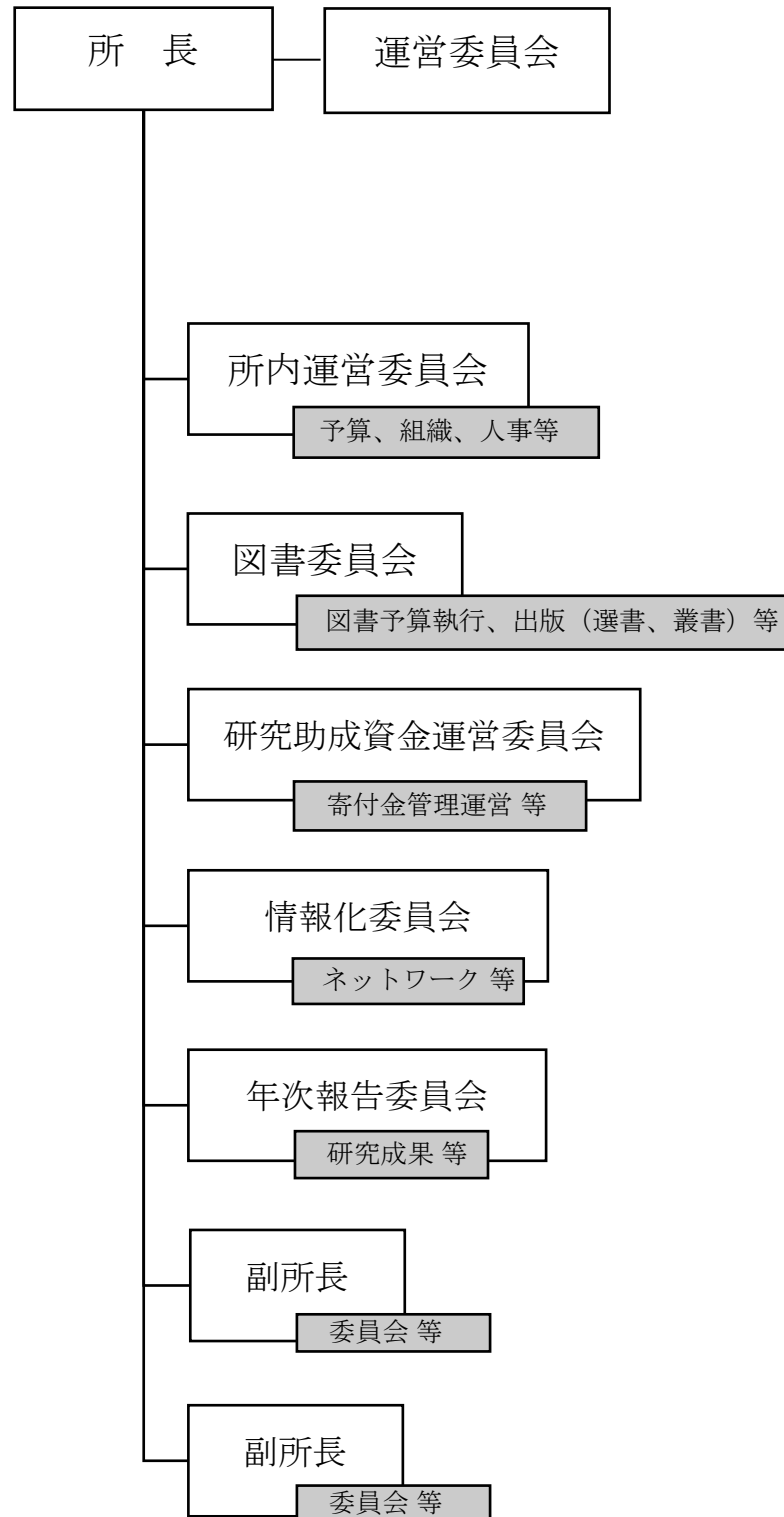 所　長
運営委員会
所内運営委員会
予算、組織、人事等
図書委員会
図書予算執行、出版（選書、叢書）等
研究助成資金運営委員会
寄付金管理運営 等
情報化委員会
ネットワーク 等
年次報告委員会
研究成果 等
副所長
委員会 等
副所長
委員会 等